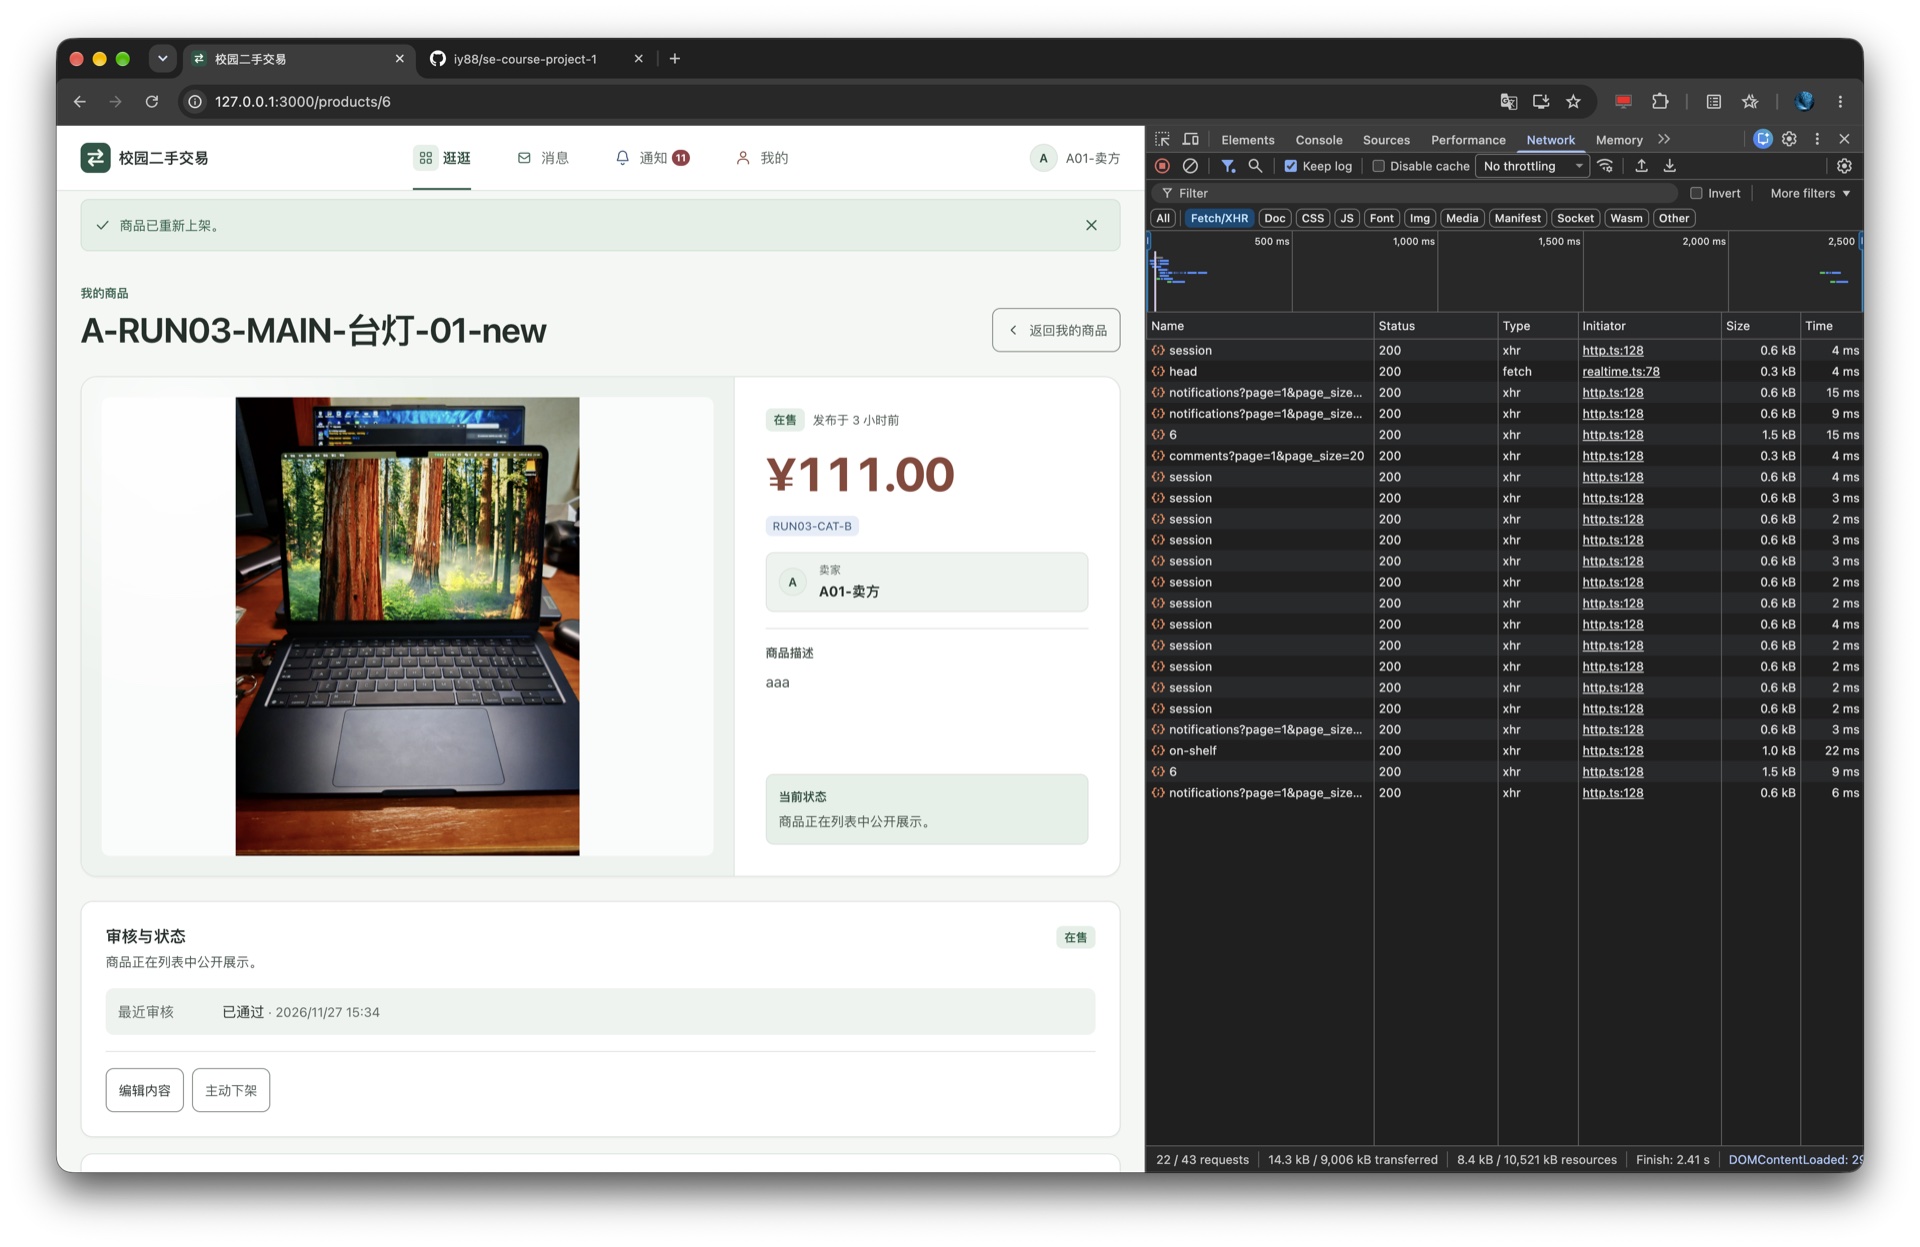 校园二手交易
iy88/se-course-project-1
127.0.0.1:3000/products/6
校园二手交易
逛逛
消息
通知 11
我的
A A01-卖方
商品已重新上架。
我的商品
A-RUN03-MAIN-台灯-01-new
返回我的商品
在售 发布于 3 小时前
¥111.00
RUN03-CAT-B
A
卖家
A01-卖方
商品描述
aaa
当前状态
商品正在列表中公开展示。
审核与状态
在售
商品正在列表中公开展示。
最近审核 已通过 · 2026/11/27 15:34
编辑内容 主动下架
Elements Console Sources Performance Network Memory
Keep log Disable cache No throttling
Filter Invert More filters
All Fetch/XHR Doc CSS JS Font Img Media Manifest Socket Wasm Other
500 ms 1,000 ms 1,500 ms 2,000 ms 2,500
Name Status Type Initiator Size Time
session 200 xhr http.ts:128 0.6 kB 4 ms
head 200 fetch realtime.ts:78 0.3 kB 4 ms
notifications?page=1&page_size... 200 xhr http.ts:128 0.6 kB 15 ms
notifications?page=1&page_size... 200 xhr http.ts:128 0.6 kB 9 ms
6 200 xhr http.ts:128 1.5 kB 15 ms
comments?page=1&page_size=20 200 xhr http.ts:128 0.3 kB 4 ms
session 200 xhr http.ts:128 0.6 kB 4 ms
session 200 xhr http.ts:128 0.6 kB 3 ms
session 200 xhr http.ts:128 0.6 kB 2 ms
session 200 xhr http.ts:128 0.6 kB 3 ms
session 200 xhr http.ts:128 0.6 kB 3 ms
session 200 xhr http.ts:128 0.6 kB 2 ms
session 200 xhr http.ts:128 0.6 kB 2 ms
session 200 xhr http.ts:128 0.6 kB 4 ms
session 200 xhr http.ts:128 0.6 kB 2 ms
session 200 xhr http.ts:128 0.6 kB 2 ms
session 200 xhr http.ts:128 0.6 kB 2 ms
session 200 xhr http.ts:128 0.6 kB 2 ms
notifications?page=1&page_size... 200 xhr http.ts:128 0.6 kB 3 ms
on-shelf 200 xhr http.ts:128 1.0 kB 22 ms
6 200 xhr http.ts:128 1.5 kB 9 ms
notifications?page=1&page_size... 200 xhr http.ts:128 0.6 kB 6 ms
22 / 43 requests 14.3 kB / 9,006 kB transferred 8.4 kB / 10,521 kB resources Finish: 2.41 s DOMContentLoaded: 29